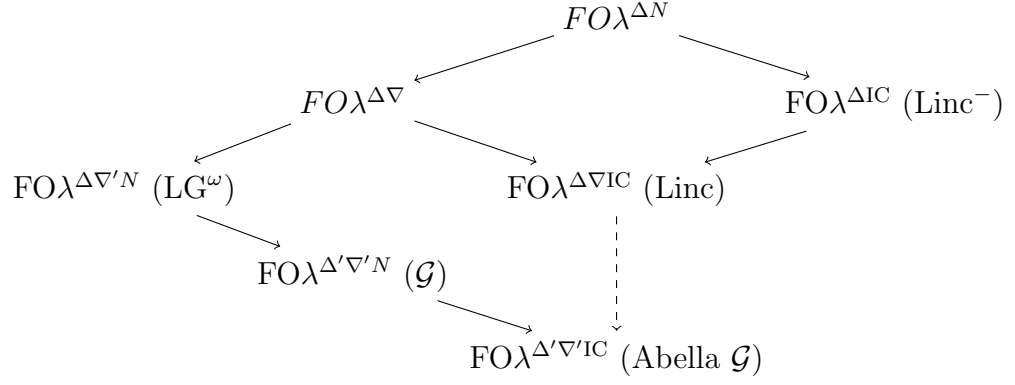 FOλ^{ΔN}
FOλ^{Δ∇} FOλ^{ΔIC} (Linc⁻)
FOλ^{Δ∇′N} (LG^ω) FOλ^{Δ∇IC} (Linc)
FOλ^{Δ′∇′N} (𝒢)
FOλ^{Δ′∇′IC} (Abella 𝒢)